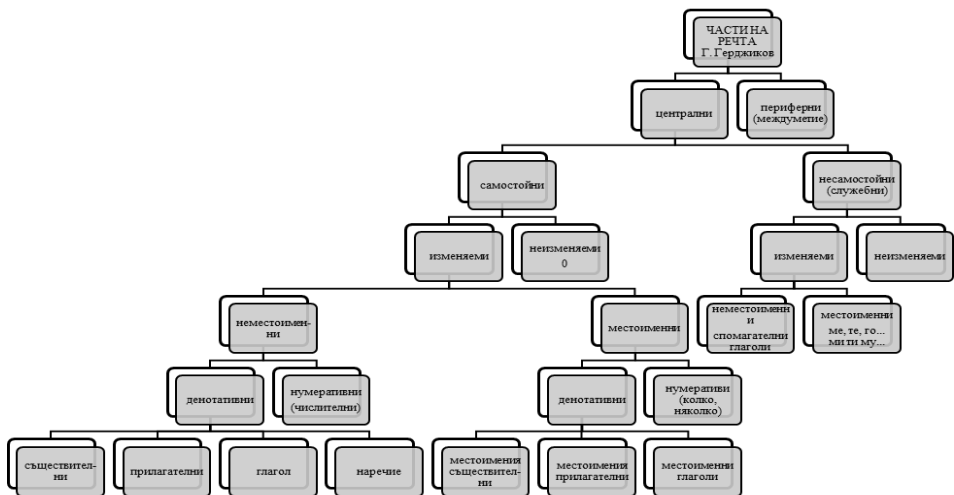 ЧАСТИ НА
РЕЧТА
Г. Герджиков
централни
периферни
(междуметие)
самостойни
несамостойни
(служебни)
изменяеми
неизменяеми
0
изменяеми
неизменяеми
неместоимен-
ни
местоименни
неместоименн
и
спомагателни
глаголи
местоименни
ме, те, го...
ми ти му...
денотативни
нумеративни
(числителни)
денотативни
нумеративи
(колко,
няколко)
съществител-
ни
прилагателни
глагол
наречие
местоимения
съществител-
ни
местоимения
прилагателни
местоименни
глаголи